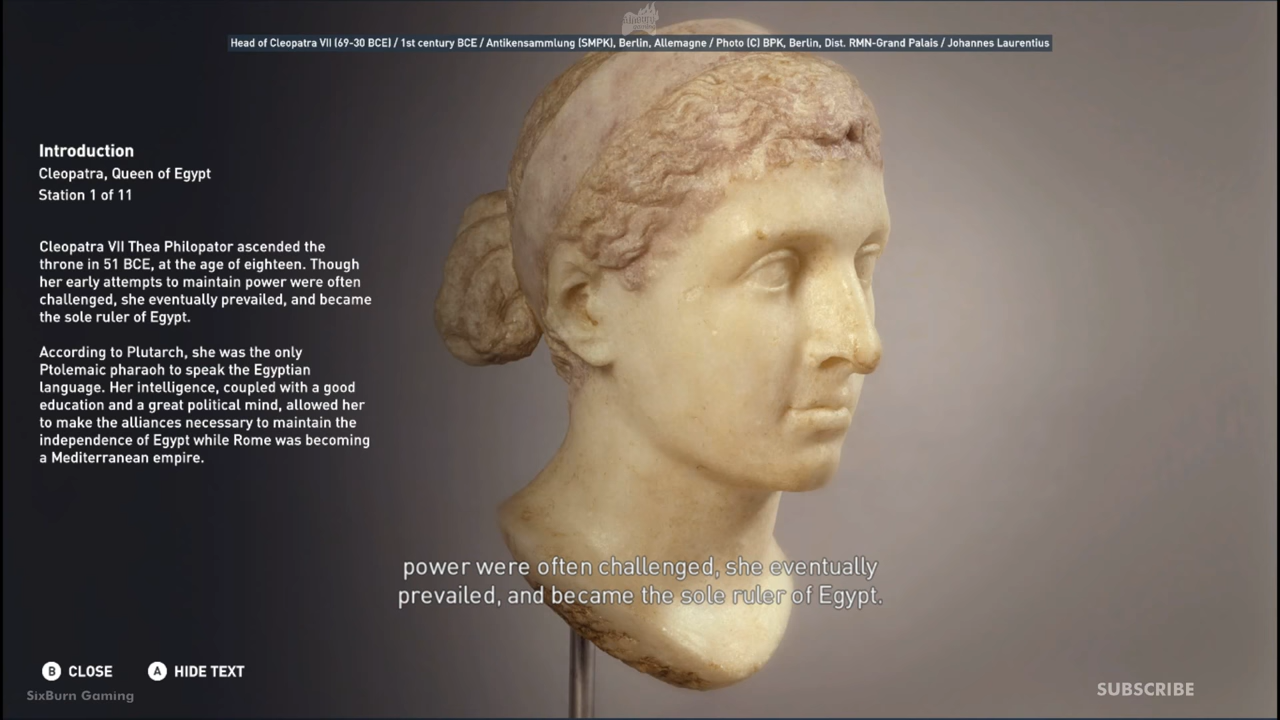 Head of Cleopatra VII (69-30 BCE) / 1st century BCE / Antikensammlung (SMPK), Berlin, Allemagne / Photo (C) BPK, Berlin, Dist. RMN-Grand Palais / Johannes Laurentius
Introduction
Cleopatra, Queen of Egypt
Station 1 of 11
Cleopatra VII Thea Philopator ascended the
throne in 51 BCE, at the age of eighteen. Though
her early attempts to maintain power were often
challenged, she eventually prevailed, and became
the sole ruler of Egypt.
According to Plutarch, she was the only
Ptolemaic pharaoh to speak the Egyptian
language. Her intelligence, coupled with a good
education and a great political mind, allowed her
to make the alliances necessary to maintain the
independence of Egypt while Rome was becoming
a Mediterranean empire.
power were often challenged, she eventually
prevailed, and became the sole ruler of Egypt.
B CLOSE
A HIDE TEXT
SixBurn Gaming
SUBSCRIBE